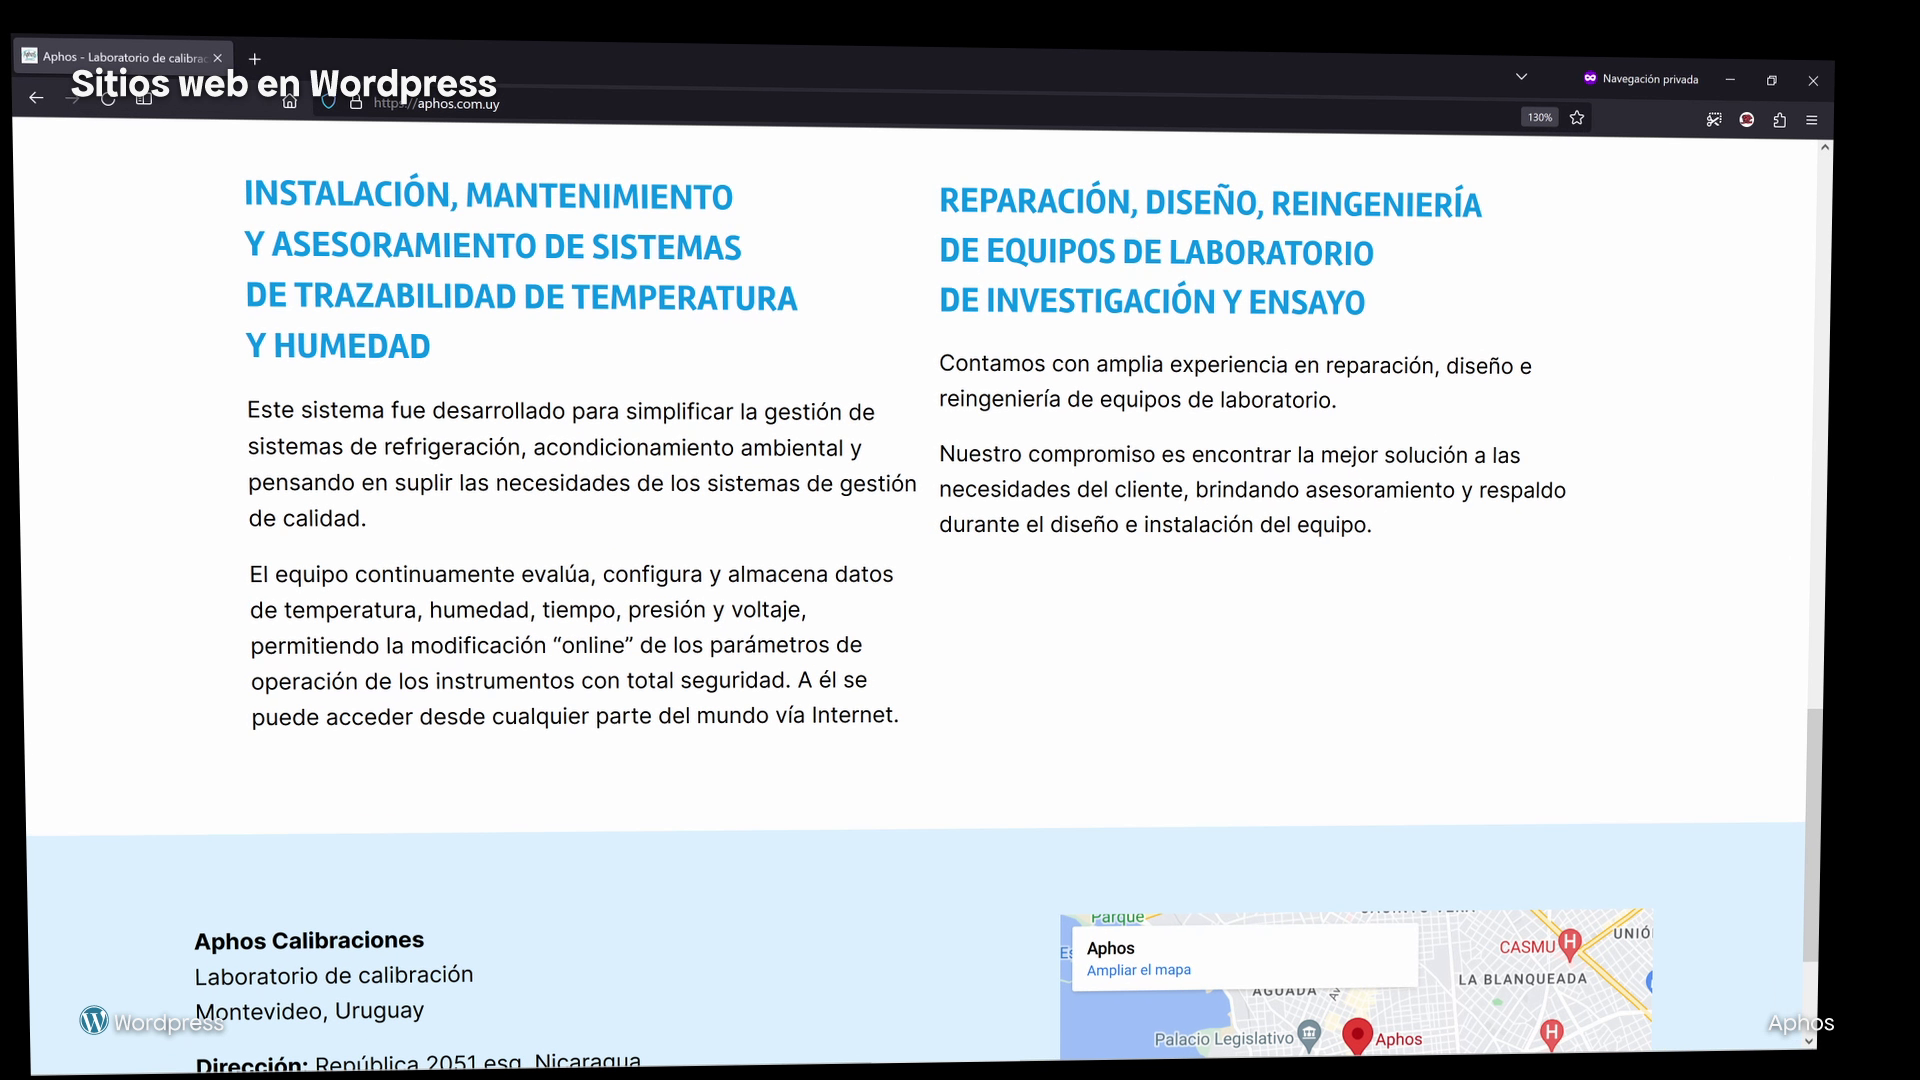 Aphos - Laboratorio de calibrac
Sitios web en Wordpress
Navegación privada
https://aphos.com.uy
130%
INSTALACIÓN, MANTENIMIENTO
Y ASESORAMIENTO DE SISTEMAS
DE TRAZABILIDAD DE TEMPERATURA
Y HUMEDAD
Este sistema fue desarrollado para simplificar la gestión de
sistemas de refrigeración, acondicionamiento ambiental y
pensando en suplir las necesidades de los sistemas de gestión
de calidad.
El equipo continuamente evalúa, configura y almacena datos
de temperatura, humedad, tiempo, presión y voltaje,
permitiendo la modificación “online” de los parámetros de
operación de los instrumentos con total seguridad. A él se
puede acceder desde cualquier parte del mundo vía Internet.
REPARACIÓN, DISEÑO, REINGENIERÍA
DE EQUIPOS DE LABORATORIO
DE INVESTIGACIÓN Y ENSAYO
Contamos con amplia experiencia en reparación, diseño e
reingeniería de equipos de laboratorio.
Nuestro compromiso es encontrar la mejor solución a las
necesidades del cliente, brindando asesoramiento y respaldo
durante el diseño e instalación del equipo.
Aphos Calibraciones
Laboratorio de calibración
Montevideo, Uruguay
Dirección: República 2051 esq. Nicaragua
Parque
Aphos
Ampliar el mapa
CASMU
H
UNIÓ
LA BLANQUEADA
AGUADA
Palacio Legislativo
Aphos
H
Wordpress
Aphos